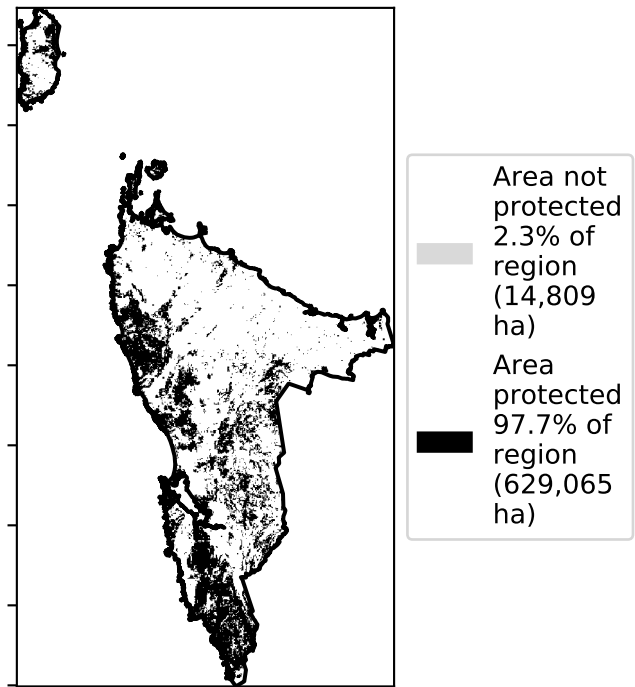 Area not
protected
2.3% of
region
(14,809
ha)
Area
protected
97.7% of
region
(629,065
ha)